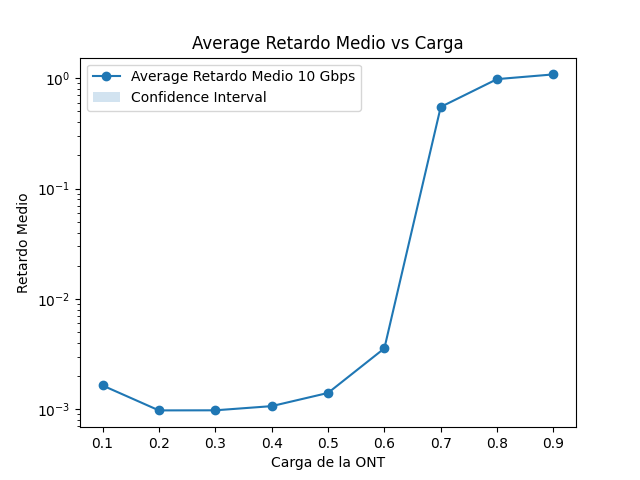 Average Retardo Medio vs Carga
Average Retardo Medio 10 Gbps
Confidence Interval
Retardo Medio
10⁰
10⁻¹
10⁻²
10⁻³
0.1 0.2 0.3 0.4 0.5 0.6 0.7 0.8 0.9
Carga de la ONT